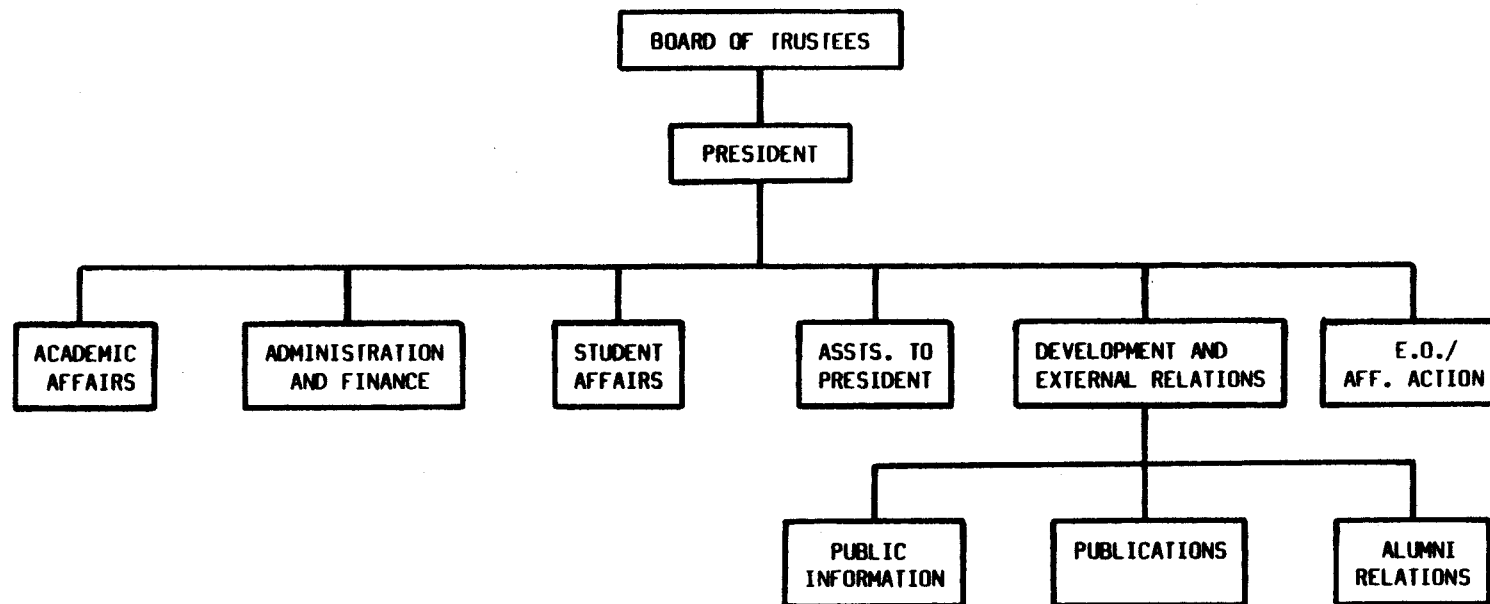 BOARD OF TRUSTEES
PRESIDENT
ACADEMIC
AFFAIRS
ADMINISTRATION
AND FINANCE
STUDENT
AFFAIRS
ASSTS. TO
PRESIDENT
DEVELOPMENT AND
EXTERNAL RELATIONS
E.O./
AFF. ACTION
PUBLIC
INFORMATION
PUBLICATIONS
ALUMNI
RELATIONS